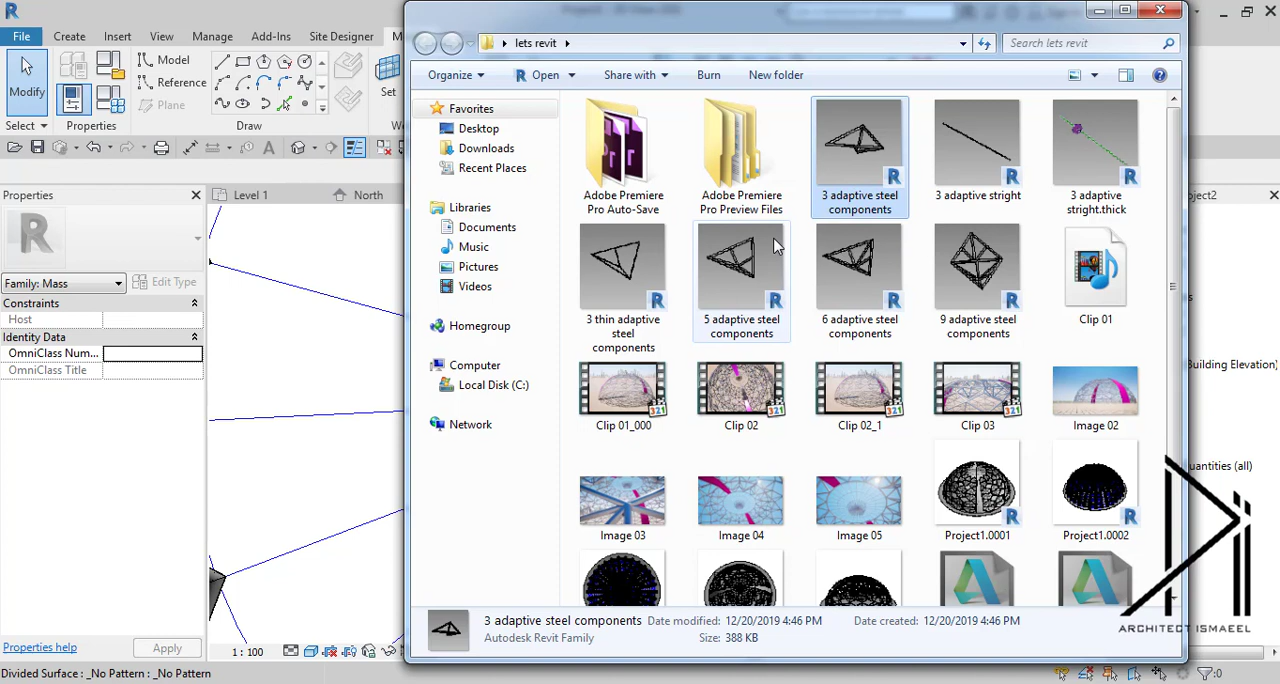 File
Create
Insert
View
Manage
Add-Ins
Site Designer
lets revit
Search lets revit
Modify
Model
Reference
Plane
Set
Select
Properties
Draw
Organize
Open
Share with
Burn
New folder
Properties
Family: Mass
Edit Type
Constraints
Host
Identity Data
OmniClass Num...
OmniClass Title
Properties help
Apply
Level 1
North
Favorites
Desktop
Downloads
Recent Places
Libraries
Documents
Music
Pictures
Videos
Homegroup
Computer
Local Disk (C:)
Network
Adobe Premiere
Pro Auto-Save
Adobe Premiere
Pro Preview Files
3 adaptive steel
components
3 adaptive stright
3 adaptive
stright.thick
3 thin adaptive
steel
components
5 adaptive steel
components
6 adaptive steel
components
9 adaptive steel
components
Clip 01
Clip 01_000
Clip 02
Clip 02_1
Clip 03
Image 02
Image 03
Image 04
Image 05
Project1.0001
Project1.0002
3 adaptive steel components
Date modified: 12/20/2019 4:46 PM
Date created: 12/20/2019 4:46 PM
Autodesk Revit Family
Size: 388 KB
ject2
Building Elevation)
uantities (all)
ARCHITECT ISMAEEL
1 : 100
Divided Surface : _No Pattern : _No Pattern
:0